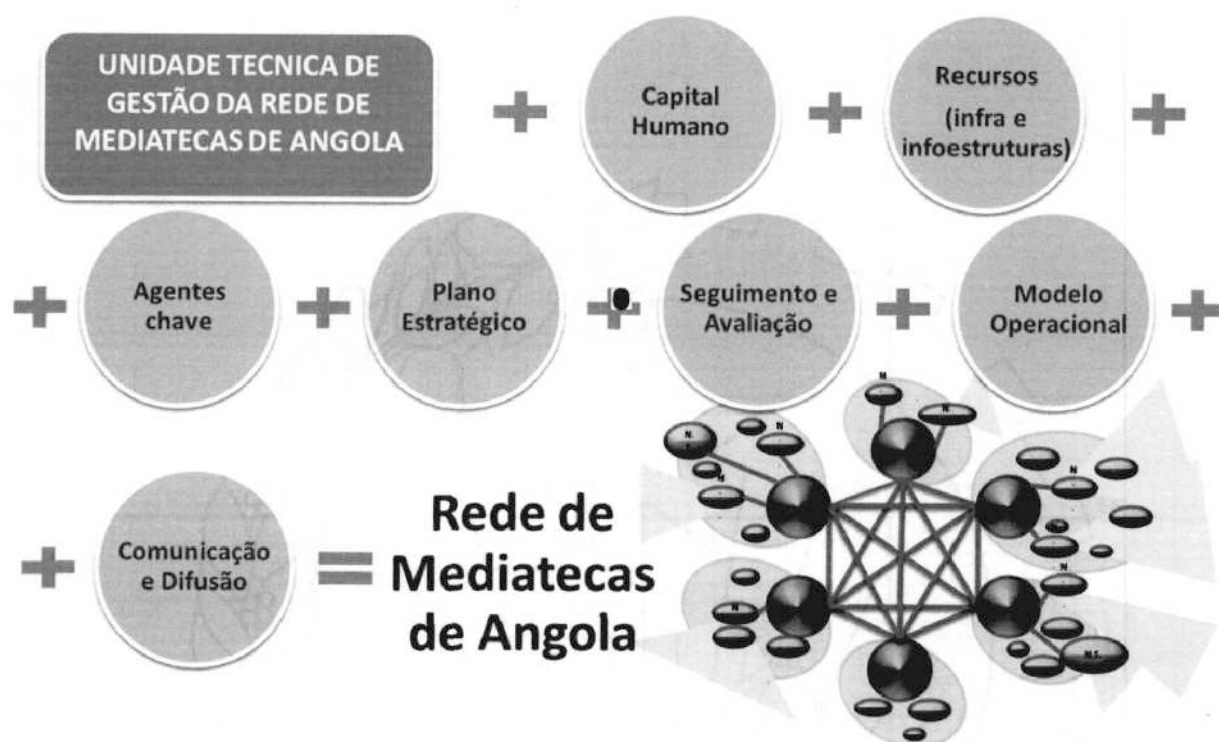 UNIDADE TECNICA DE
GESTÃO DA REDE DE
MEDIATECAS DE ANGOLA
+
Capital
Humano
+
Recursos
(infra e
infoestruturas)
+
+
Agentes
chave
+
Plano
Estratégico
+
Seguimento e
Avaliação
+
Modelo
Operacional
+
+
Comunicação
e Difusão
=
Rede de
Mediatecas
de Angola
N
N
N
N
N
N
N
N
N
N.f.